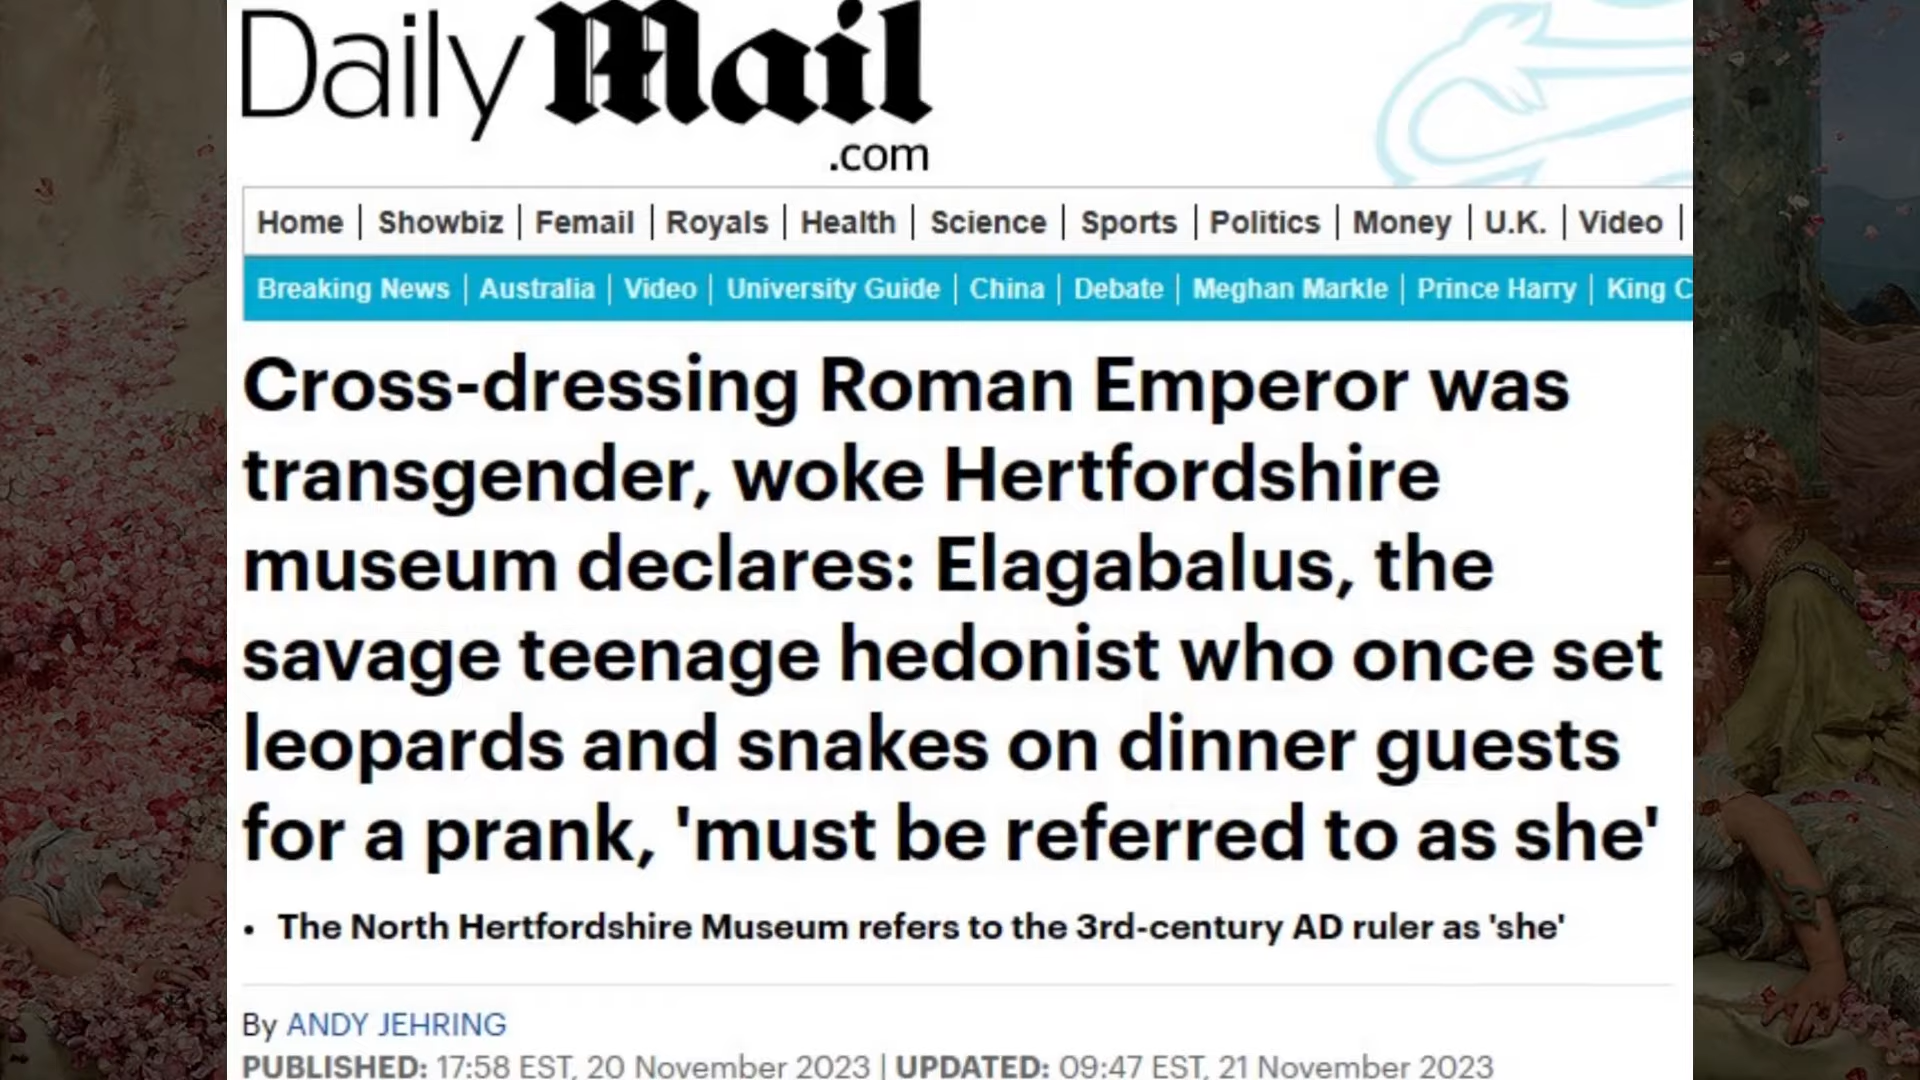 Daily Mail
.com
Home | Showbiz | Femail | Royals | Health | Science | Sports | Politics | Money | U.K. | Video |
Breaking News | Australia | Video | University Guide | China | Debate | Meghan Markle | Prince Harry | King C
Cross-dressing Roman Emperor was
transgender, woke Hertfordshire
museum declares: Elagabalus, the
savage teenage hedonist who once set
leopards and snakes on dinner guests
for a prank, 'must be referred to as she'
• The North Hertfordshire Museum refers to the 3rd-century AD ruler as 'she'
By ANDY JEHRING
PUBLISHED: 17:58 EST, 20 November 2023 | UPDATED: 09:47 EST, 21 November 2023